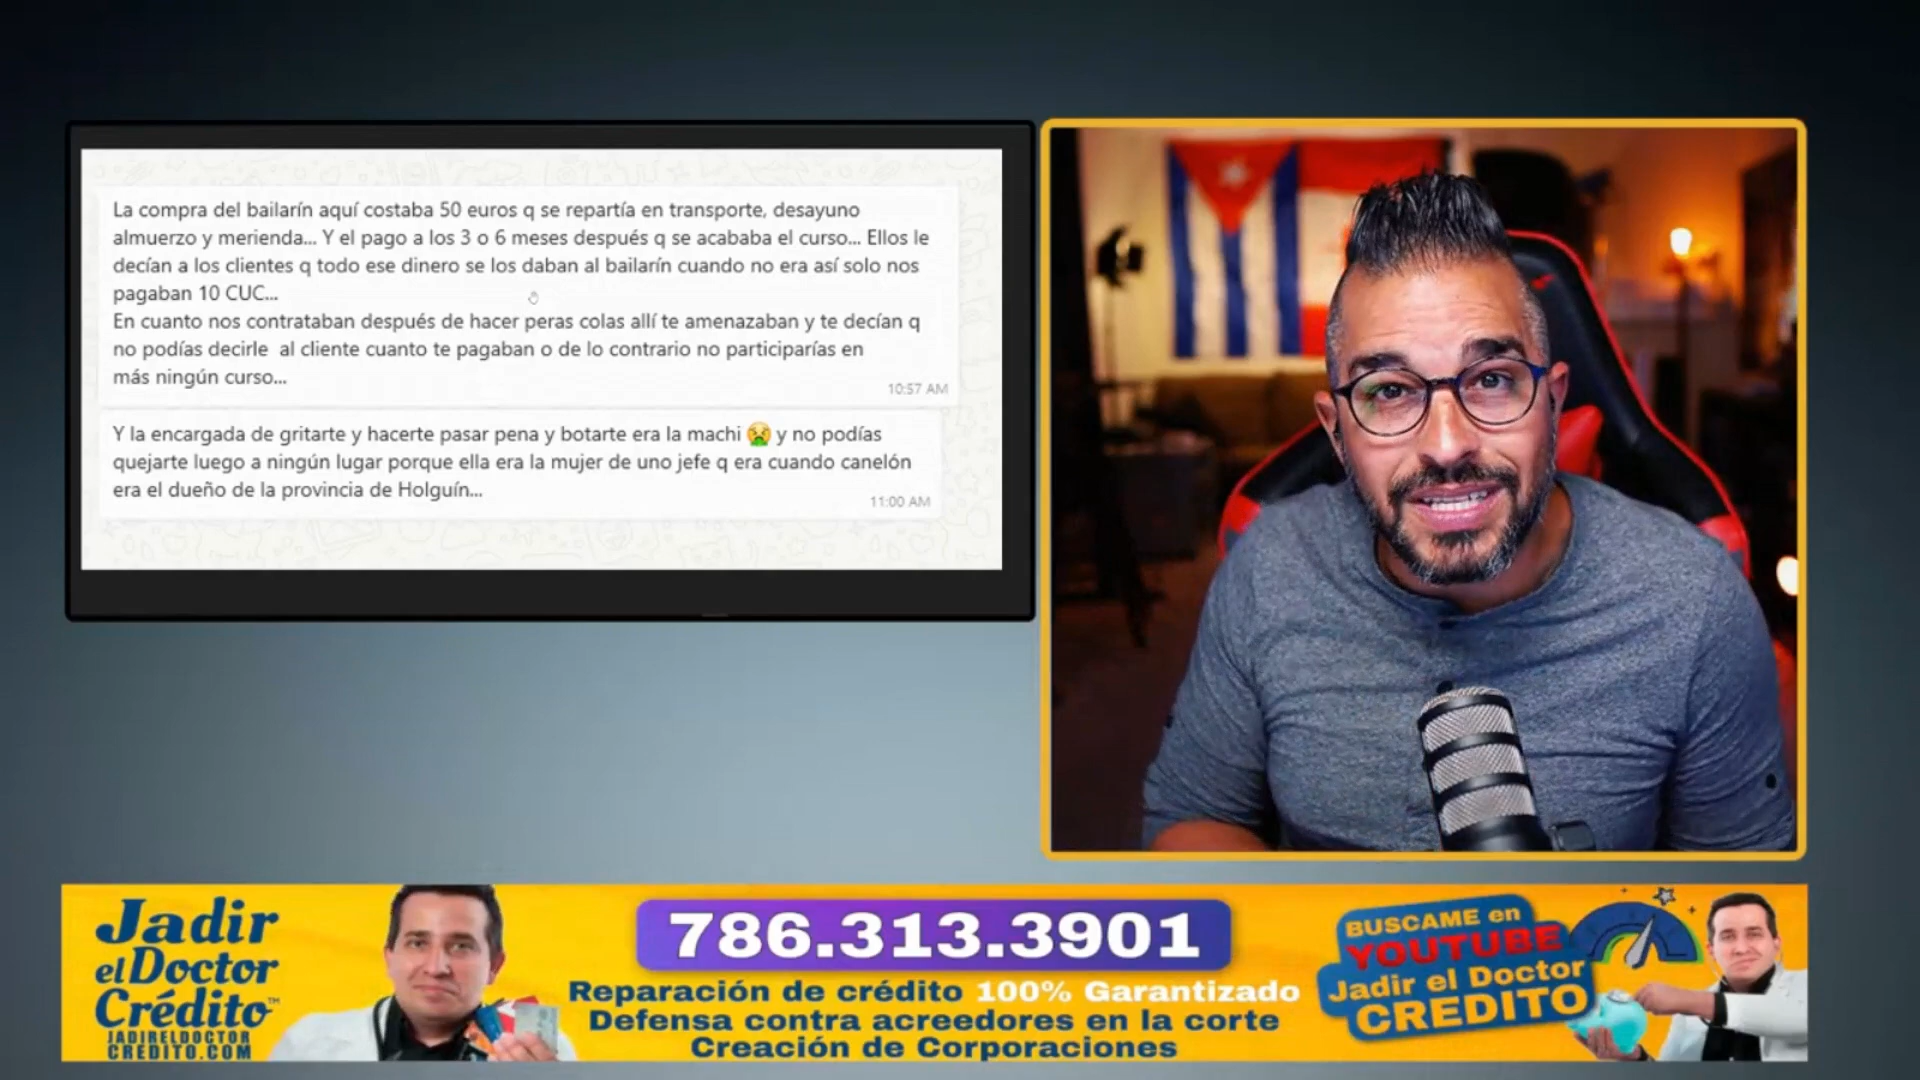 La compra del bailarín aquí costaba 50 euros q se repartía en transporte, desayuno
almuerzo y merienda... Y el pago a los 3 o 6 meses después q se acababa el curso... Ellos le
decían a los clientes q todo ese dinero se los daban al bailarín cuando no era así solo nos
pagaban 10 CUC...
En cuanto nos contrataban después de hacer peras colas allí te amenazaban y te decían q
no podías decirle al cliente cuanto te pagaban o de lo contrario no participarías en
más ningún curso...
10:57 AM
Y la encargada de gritarte y hacerte pasar pena y botarte era la machi 🤮 y no podías
quejarte luego a ningún lugar porque ella era la mujer de uno jefe q era cuando canelón
era el dueño de la provincia de Holguín...
11:00 AM
Jadir
el Doctor
Crédito™
JADIRELDOCTOR
CREDITO.COM
786.313.3901
Reparación de crédito 100% Garantizado
Defensa contra acreedores en la corte
Creación de Corporaciones
BUSCAME en
YOUTUBE
Jadir el Doctor
CREDITO